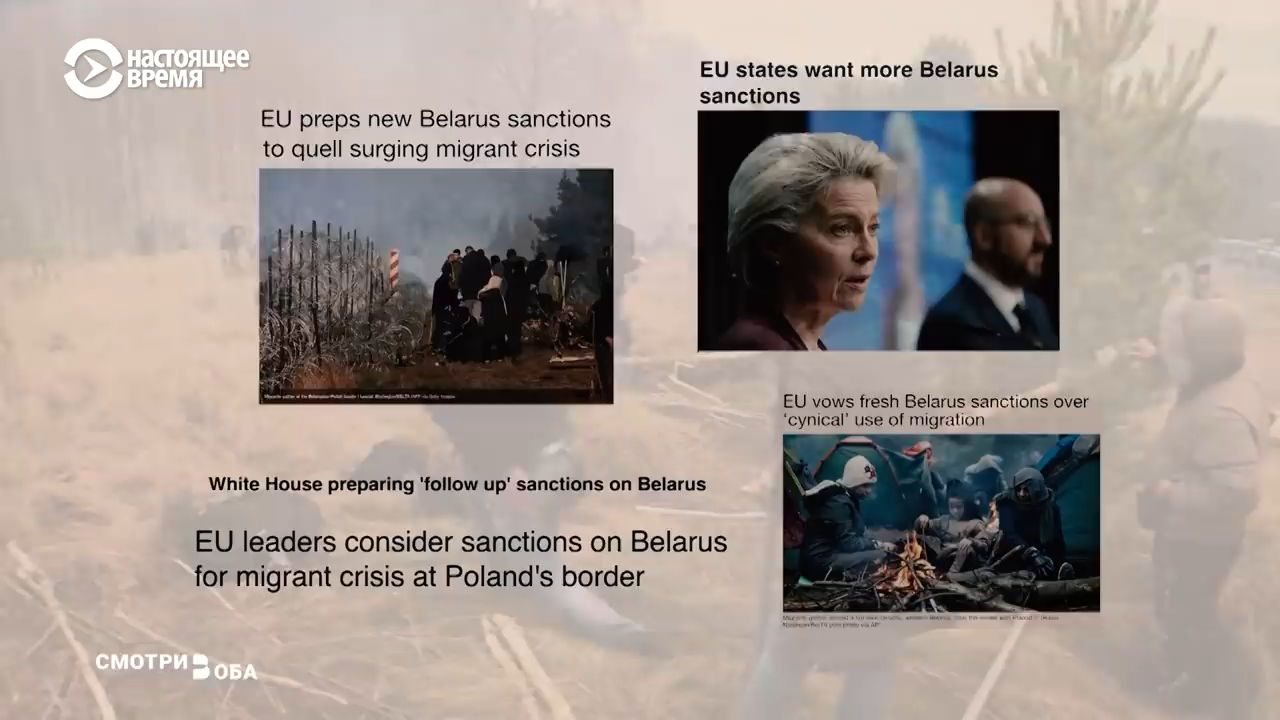 НАСТОЯЩЕЕ
ВРЕМЯ
EU preps new Belarus sanctions
to quell surging migrant crisis
EU states want more Belarus
sanctions
EU vows fresh Belarus sanctions over
‘cynical’ use of migration
White House preparing 'follow up' sanctions on Belarus
EU leaders consider sanctions on Belarus
for migrant crisis at Poland's border
СМОТРИ В ОБА